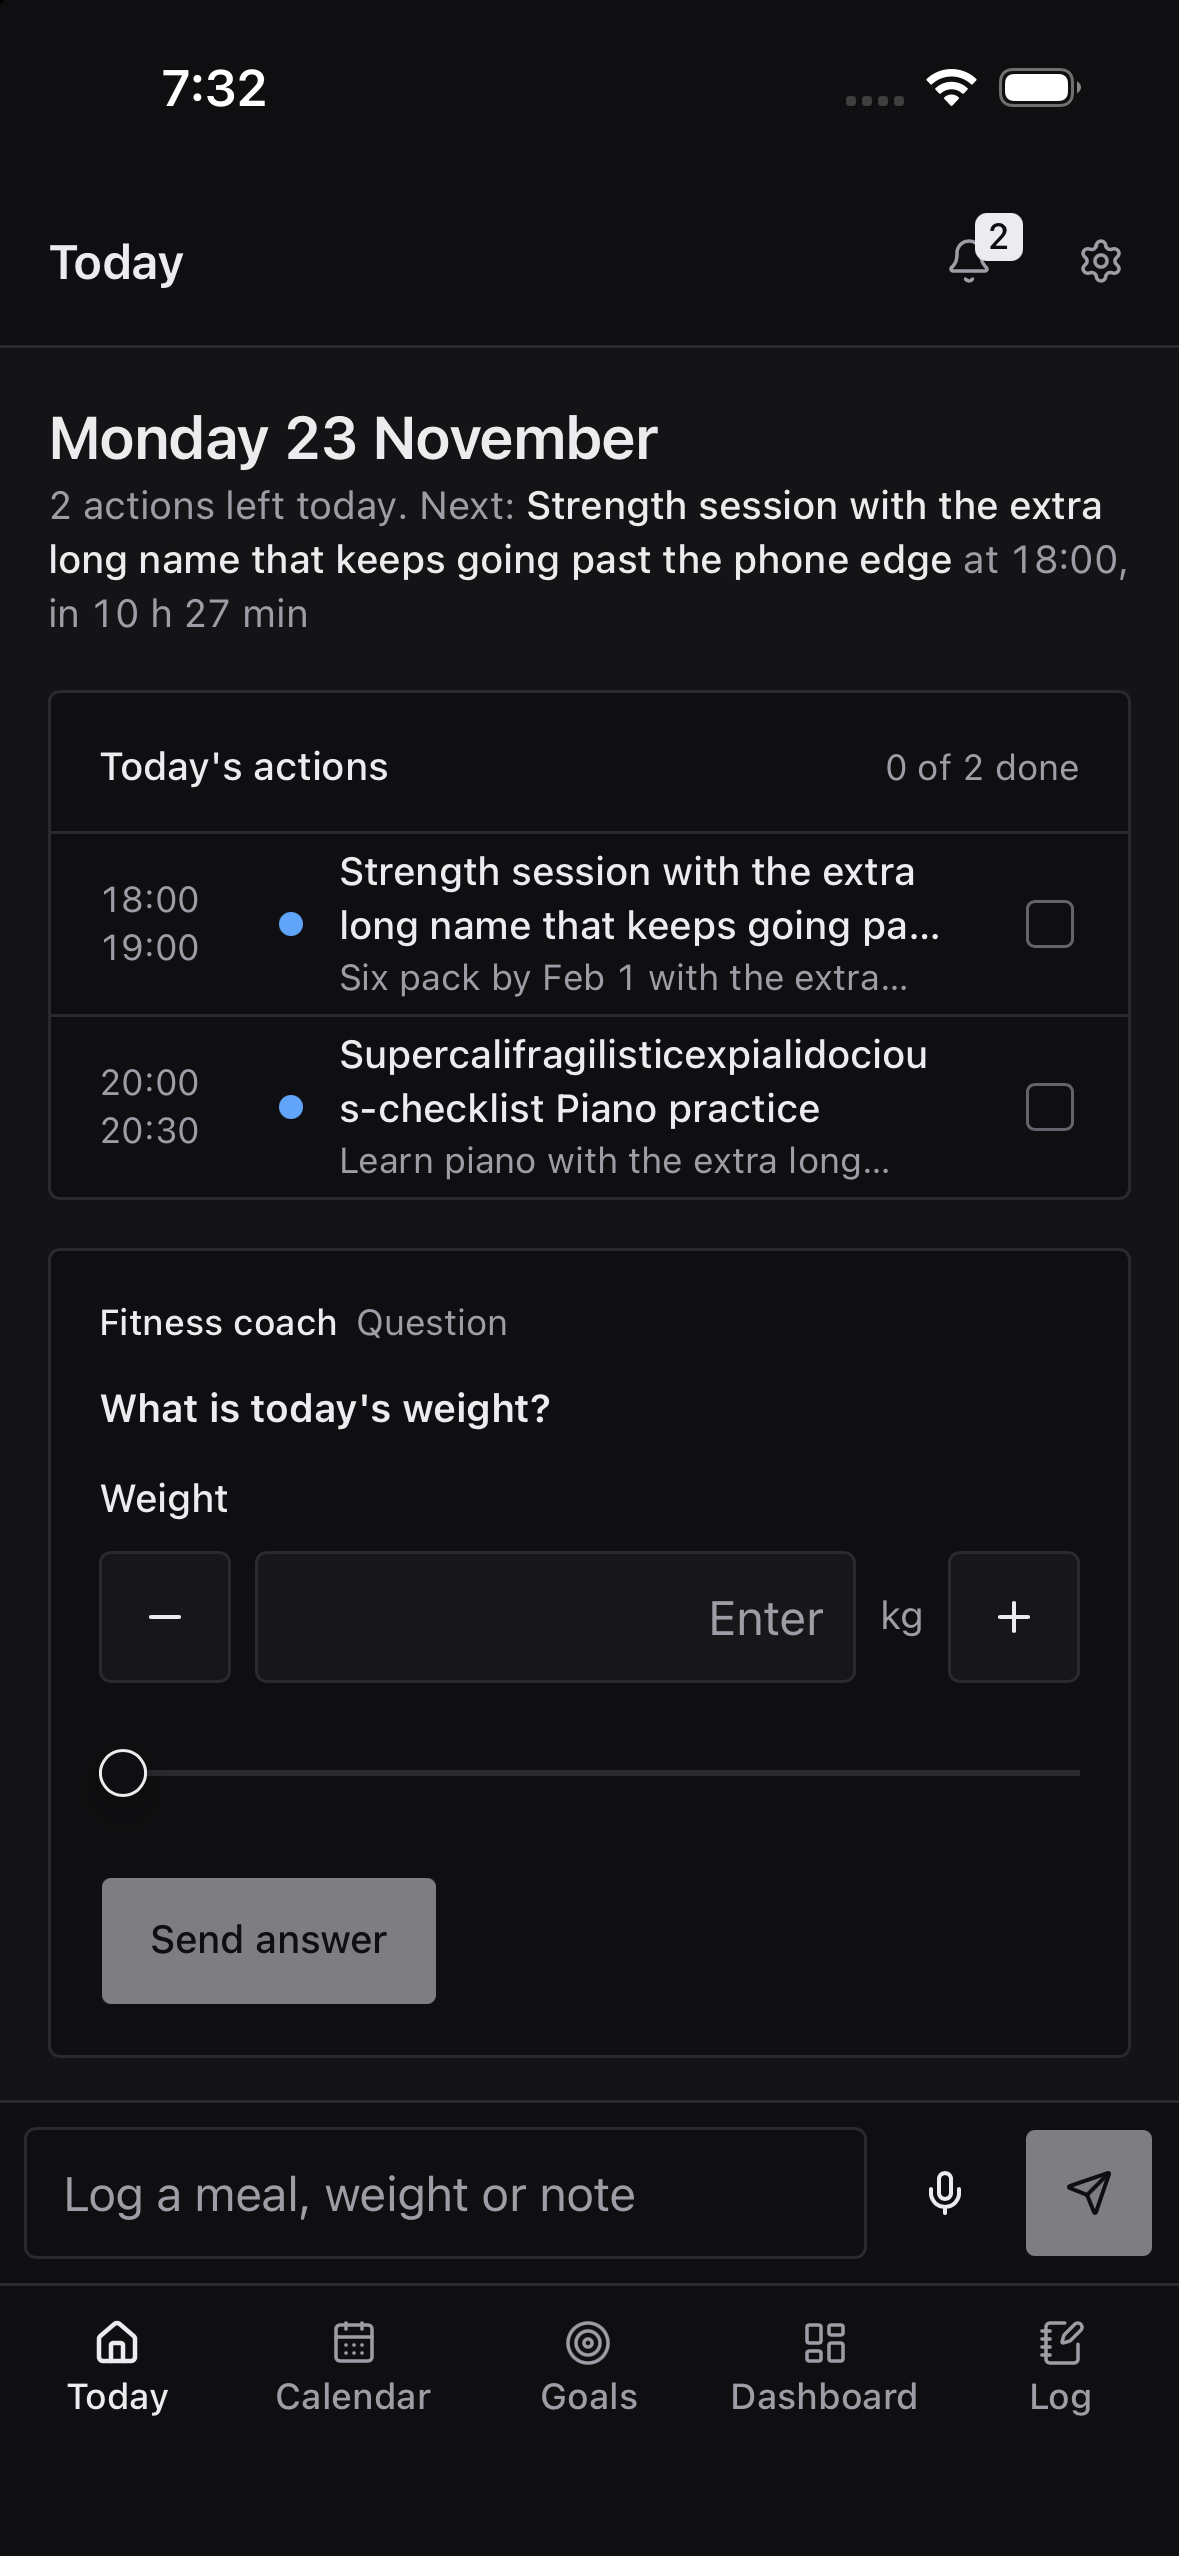 7:32
Today
2
Monday 23 November
2 actions left today. Next: Strength session with the extra
long name that keeps going past the phone edge at 18:00,
in 10 h 27 min
Today's actions
0 of 2 done
18:00
19:00
Strength session with the extra
long name that keeps going pa...
Six pack by Feb 1 with the extra...
20:00
20:30
Supercalifragilisticexpialidociou
s-checklist Piano practice
Learn piano with the extra long...
Fitness coach Question
What is today's weight?
Weight
Enter kg
Send answer
Log a meal, weight or note
Today
Calendar
Goals
Dashboard
Log